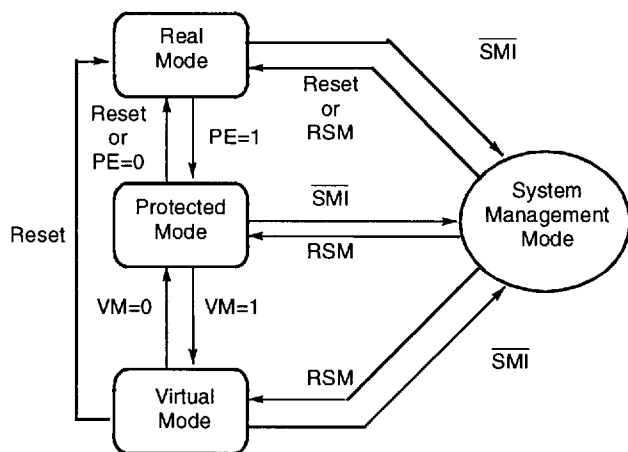 Real
Mode
SMI
Reset
or
RSM
Reset
or
PE=0
PE=1
Protected
Mode
SMI
RSM
System
Management
Mode
Reset
VM=0
VM=1
Virtual
Mode
RSM
SMI